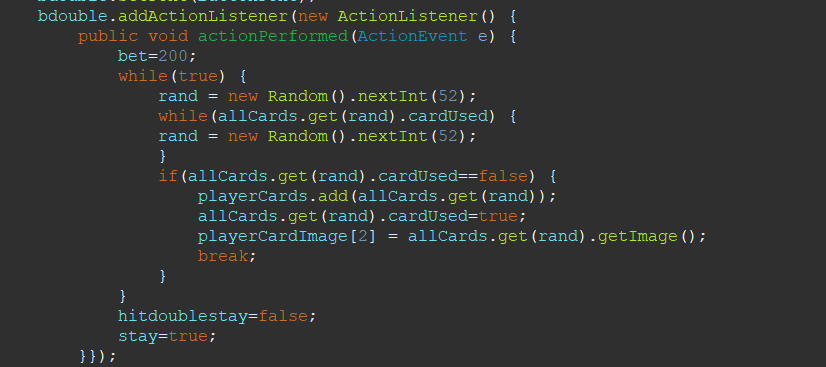 bdouble.addActionListener(new ActionListener() {
public void actionPerformed(ActionEvent e) {
bet=200;
while(true) {
rand = new Random().nextInt(52);
while(allCards.get(rand).cardUsed) {
rand = new Random().nextInt(52);
}
if(allCards.get(rand).cardUsed==false) {
playerCards.add(allCards.get(rand));
allCards.get(rand).cardUsed=true;
playerCardImage[2] = allCards.get(rand).getImage();
break;
}
}
hitdoublestay=false;
stay=true;
}});